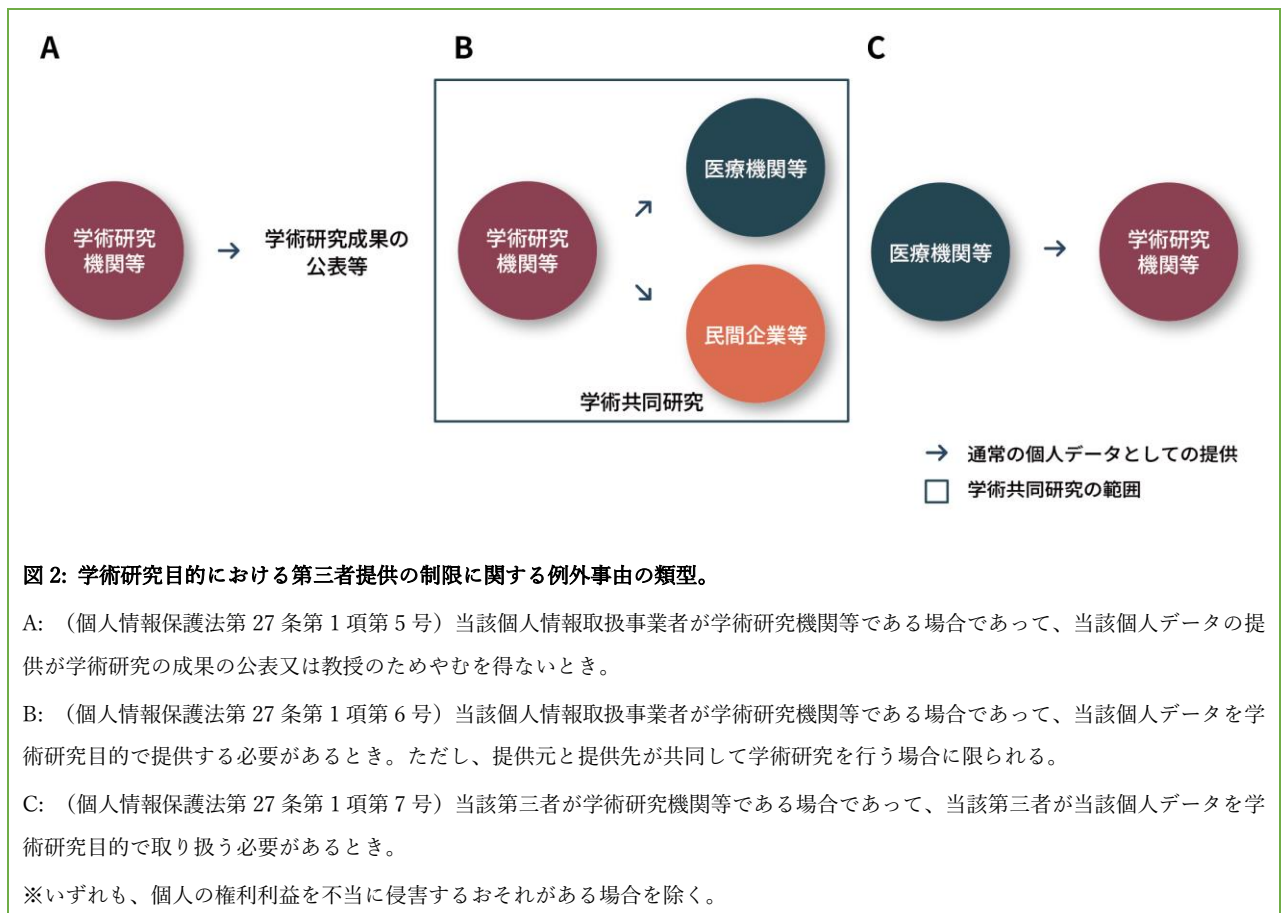 A
B
C
学術研究
機関等
学術研究成果の
公表等
学術研究
機関等
医療機関等
民間企業等
学術共同研究
医療機関等
学術研究
機関等
→ 通常の個人データとしての提供
□ 学術共同研究の範囲
図 2: 学術研究目的における第三者提供の制限に関する例外事由の類型。
A: （個人情報保護法第 27 条第 1 項第 5 号）当該個人情報取扱事業者が学術研究機関等である場合であって、当該個人データの提
供が学術研究の成果の公表又は教授のためやむを得ないとき。
B: （個人情報保護法第 27 条第 1 項第 6 号）当該個人情報取扱事業者が学術研究機関等である場合であって、当該個人データを学
術研究目的で提供する必要があるとき。ただし、提供元と提供先が共同して学術研究を行う場合に限られる。
C: （個人情報保護法第 27 条第 1 項第 7 号）当該第三者が学術研究機関等である場合であって、当該第三者が当該個人データを学
術研究目的で取り扱う必要があるとき。
※いずれも、個人の権利利益を不当に侵害するおそれがある場合を除く。